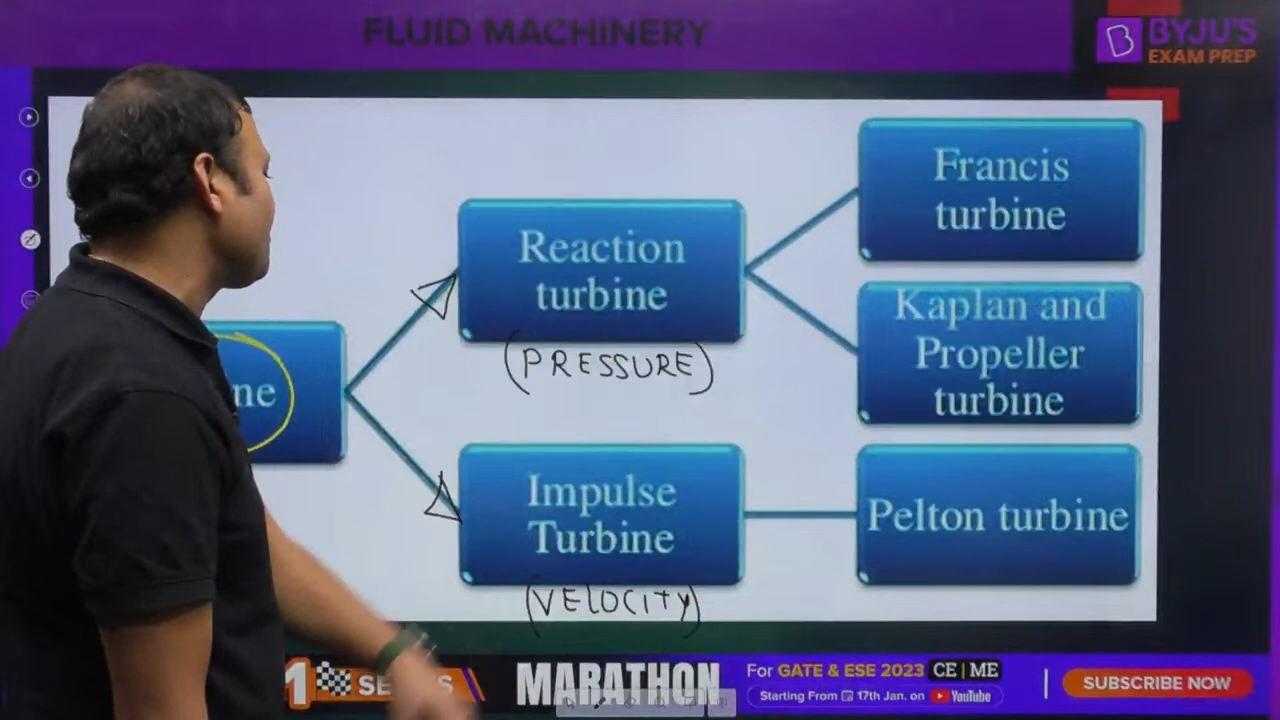 FLUID MACHINERY
BYJU'S
EXAM PREP
Francis
turbine
Reaction
turbine
(PRESSURE)
Kaplan and
Propeller
turbine
ne
Impulse
Turbine
(VELOCITY)
Pelton turbine
1
MARATHON
For GATE & ESE 2023 CE | ME
Starting From 17th Jan. on YouTube
SUBSCRIBE NOW